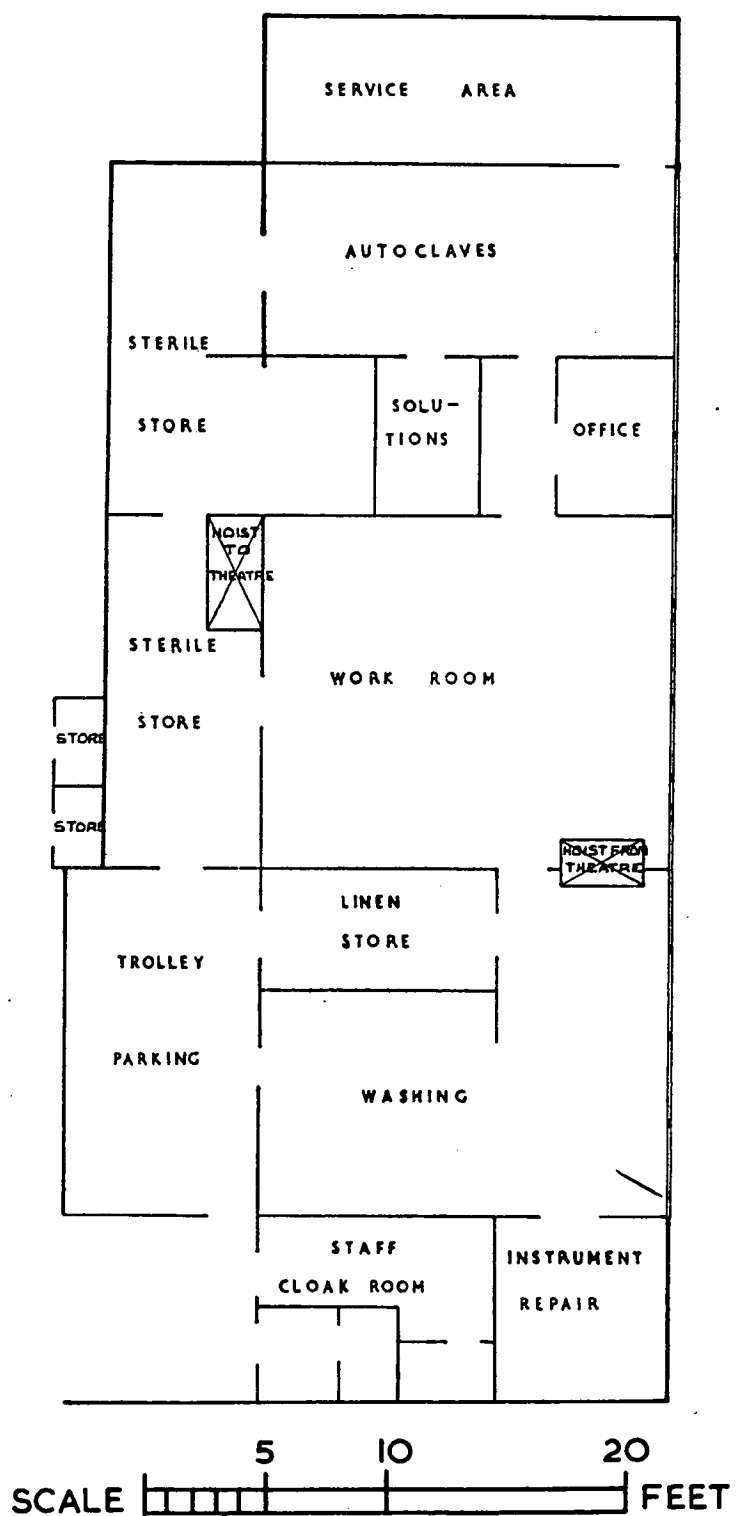 SERVICE AREA
AUTOCLAVES
STERILE
STORE
SOLU-
TIONS
OFFICE
HOIST
TO
THEATRE
STERILE
STORE
WORK ROOM
STORE
STORE
HOIST FROM
THEATRE
LINEN
STORE
TROLLEY
PARKING
WASHING
STAFF
CLOAK ROOM
INSTRUMENT
REPAIR
5 10 20
SCALE FEET